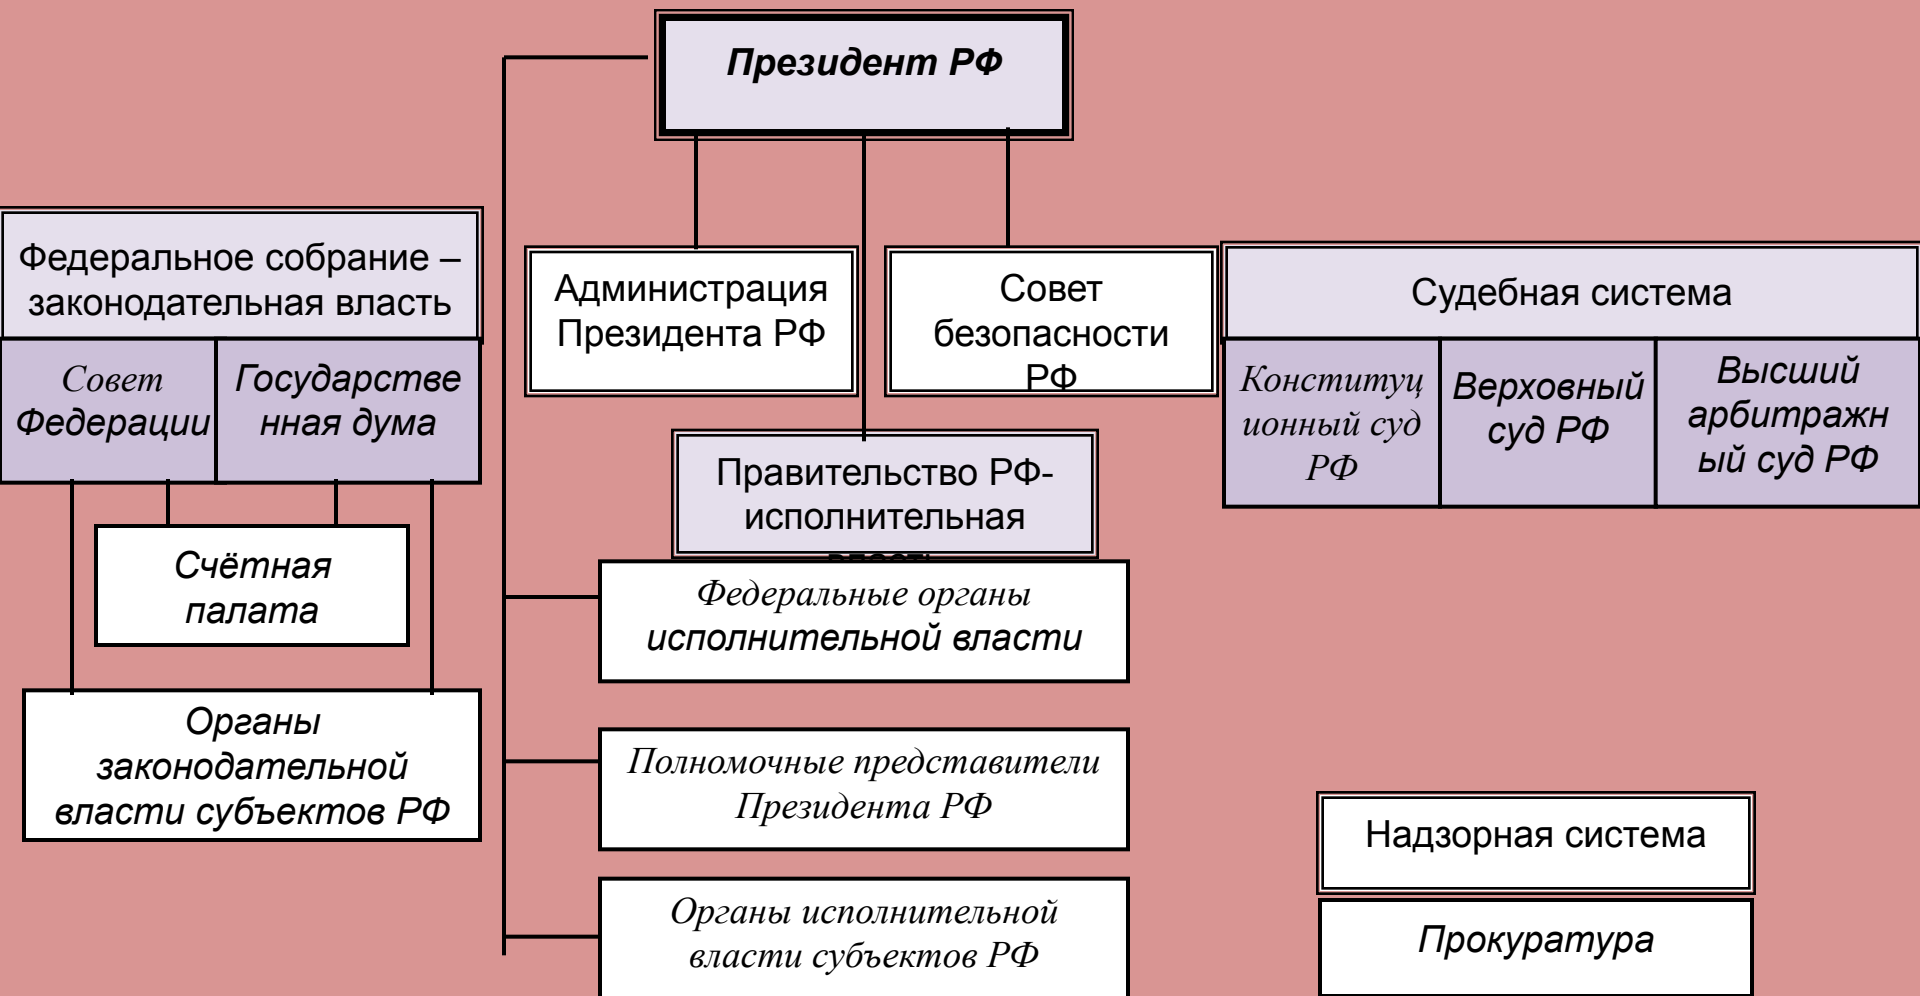 Президент РФ
Федеральное собрание –
законодательная власть
Совет
Федерации
Государстве
нная дума
Счётная
палата
Органы
законодательной
власти субъектов РФ
Администрация
Президента РФ
Совет
безопасности
РФ
Правительство РФ-
исполнительная
Федеральные органы
исполнительной власти
Полномочные представители
Президента РФ
Органы исполнительной
власти субъектов РФ
Судебная система
Конституц
ионный суд
РФ
Верховный
суд РФ
Высший
арбитражн
ый суд РФ
Надзорная система
Прокуратура